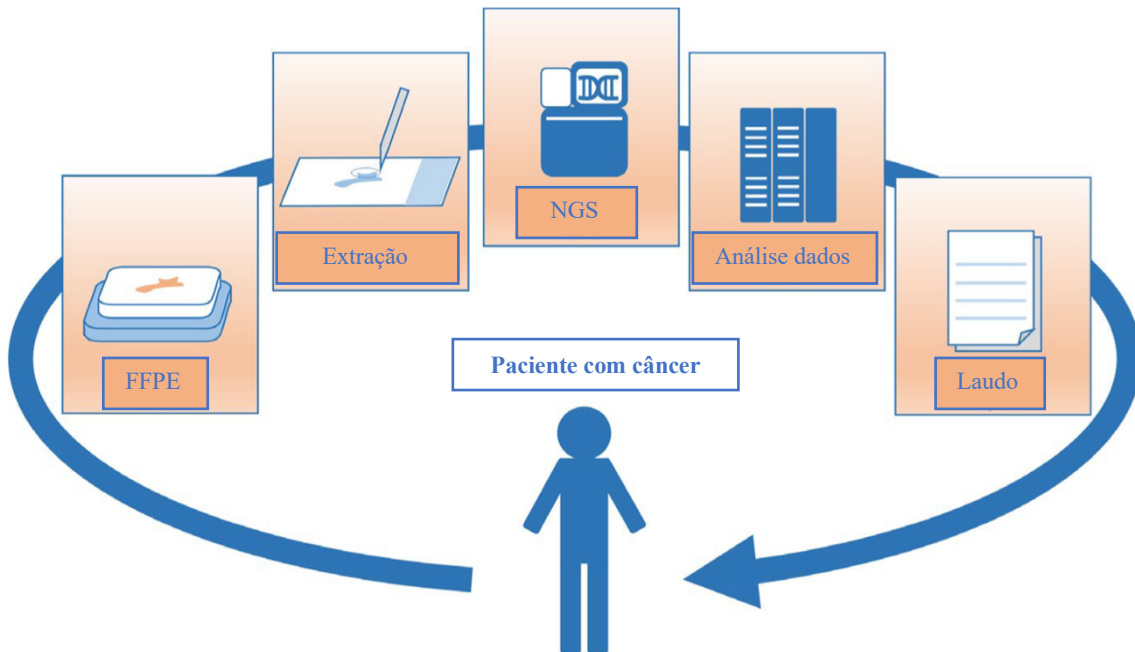 FFPE
Extração
NGS
Análise dados
Laudo
Paciente com câncer